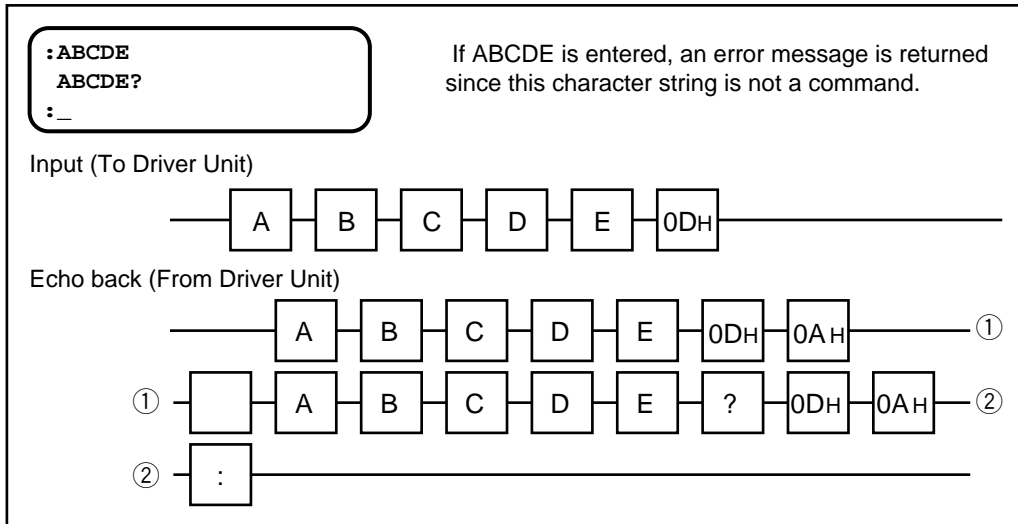 :ABCDE
ABCDE?
:_
If ABCDE is entered, an error message is returned
since this character string is not a command.
Input (To Driver Unit)
A B C D E 0DH
Echo back (From Driver Unit)
A B C D E 0DH 0AH ①
① A B C D E ? 0DH 0AH ②
② :